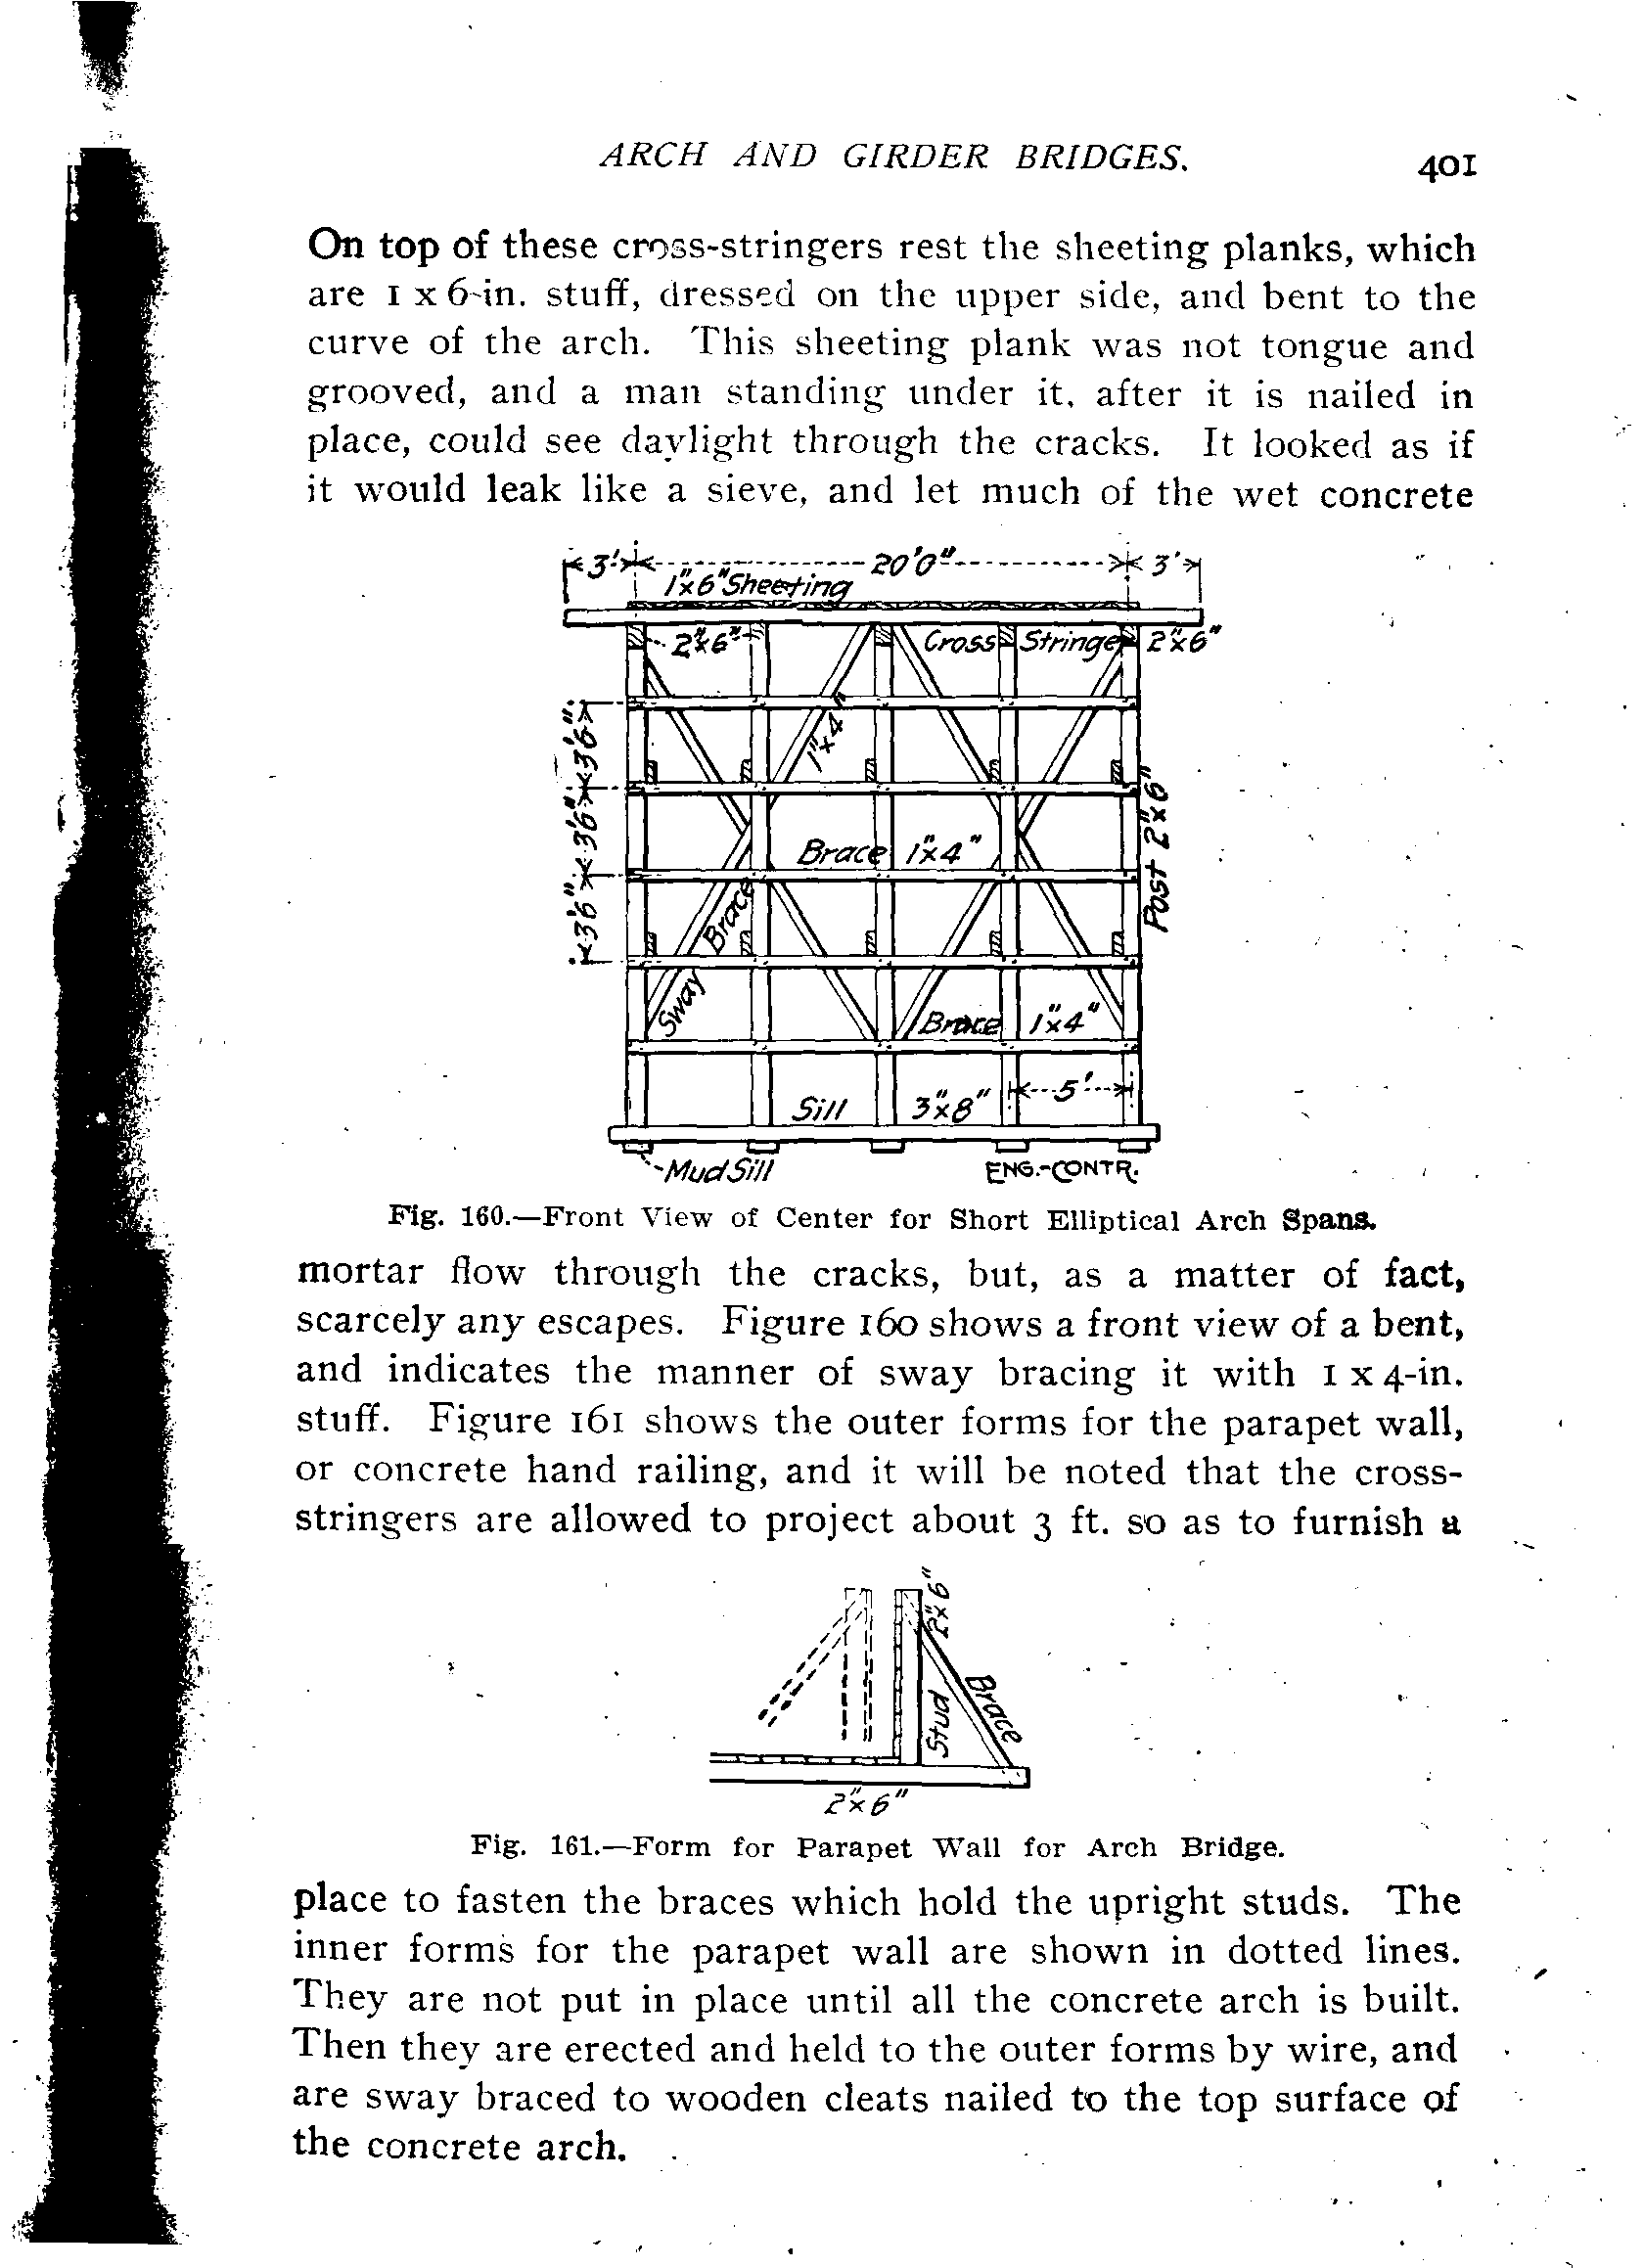 ARCH AND GIRDER BRIDGES. 401
On top of these cross-stringers rest the sheeting planks, which
are 1 x 6-in. stuff, dressed on the upper side, and bent to the
curve of the arch. This sheeting plank was not tongue and
grooved, and a man standing under it, after it is nailed in
place, could see daylight through the cracks. It looked as if
it would leak like a sieve, and let much of the wet concrete
3' 20'0" 3'
1"x6" Sheeting
2"x6" Cross Stringer 2"x6"
1"x4"
3'6" 3'6" 3'6"
Brace 1"x4"
Post 2"x6"
Sway Brace
Brace 1"x4"
5'
Sill 3"x8"
Mud Sill ENG.-CONTR.
Fig. 160.—Front View of Center for Short Elliptical Arch Spans.
mortar flow through the cracks, but, as a matter of fact,
scarcely any escapes. Figure 160 shows a front view of a bent,
and indicates the manner of sway bracing it with 1 x 4-in.
stuff. Figure 161 shows the outer forms for the parapet wall,
or concrete hand railing, and it will be noted that the cross-
stringers are allowed to project about 3 ft. so as to furnish a
2"x6"
Stud
Brace
2"x6"
Fig. 161.—Form for Parapet Wall for Arch Bridge.
place to fasten the braces which hold the upright studs. The
inner forms for the parapet wall are shown in dotted lines.
They are not put in place until all the concrete arch is built.
Then they are erected and held to the outer forms by wire, and
are sway braced to wooden cleats nailed to the top surface of
the concrete arch.